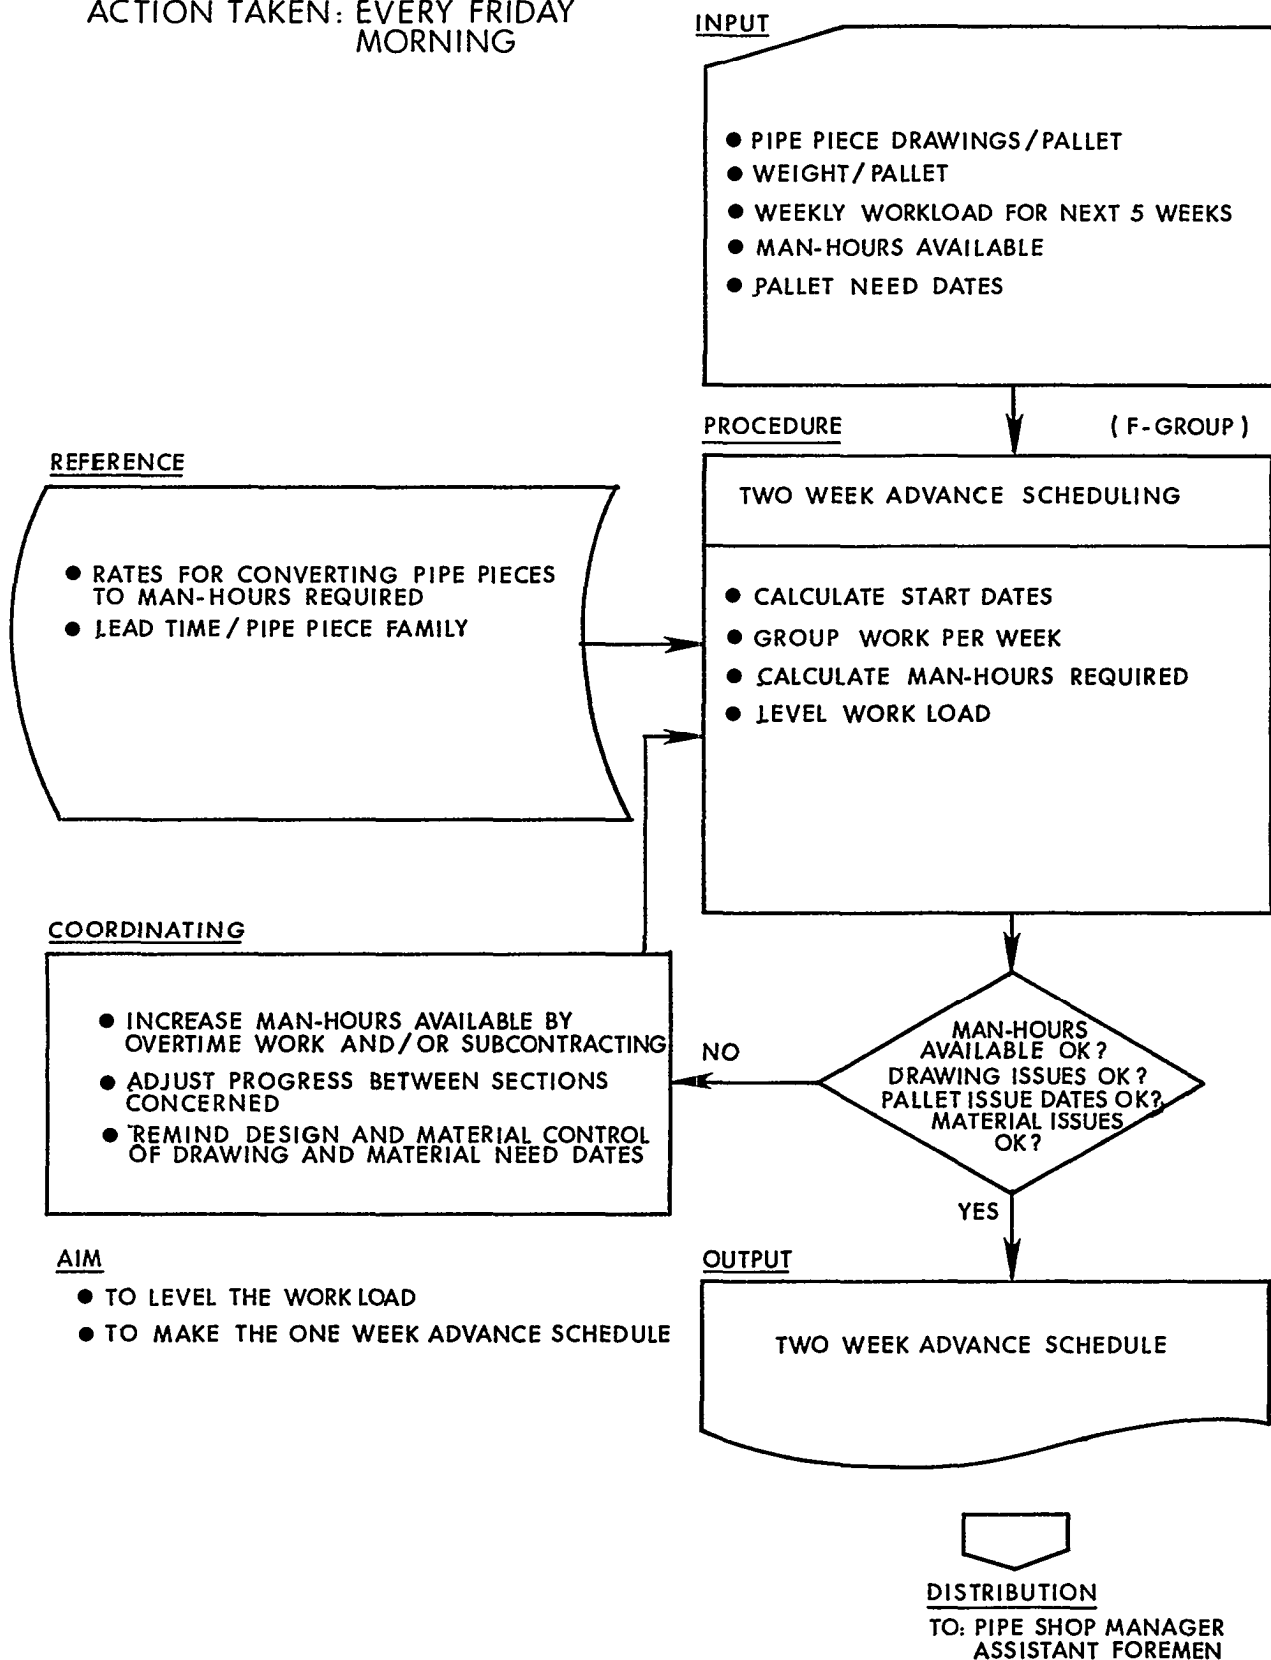 ACTION TAKEN: EVERY FRIDAY
MORNING
INPUT
● PIPE PIECE DRAWINGS/PALLET
● WEIGHT/PALLET
● WEEKLY WORKLOAD FOR NEXT 5 WEEKS
● MAN-HOURS AVAILABLE
● PALLET NEED DATES
PROCEDURE (F-GROUP)
TWO WEEK ADVANCE SCHEDULING
● CALCULATE START DATES
● GROUP WORK PER WEEK
● CALCULATE MAN-HOURS REQUIRED
● LEVEL WORK LOAD
REFERENCE
● RATES FOR CONVERTING PIPE PIECES
TO MAN-HOURS REQUIRED
● LEAD TIME/PIPE PIECE FAMILY
COORDINATING
● INCREASE MAN-HOURS AVAILABLE BY
OVERTIME WORK AND/OR SUBCONTRACTING
● ADJUST PROGRESS BETWEEN SECTIONS
CONCERNED
● REMIND DESIGN AND MATERIAL CONTROL
OF DRAWING AND MATERIAL NEED DATES
NO
MAN-HOURS
AVAILABLE OK?
DRAWING ISSUES OK?
PALLET ISSUE DATES OK?
MATERIAL ISSUES
OK?
YES
AIM
● TO LEVEL THE WORK LOAD
● TO MAKE THE ONE WEEK ADVANCE SCHEDULE
OUTPUT
TWO WEEK ADVANCE SCHEDULE
DISTRIBUTION
TO: PIPE SHOP MANAGER
ASSISTANT FOREMEN